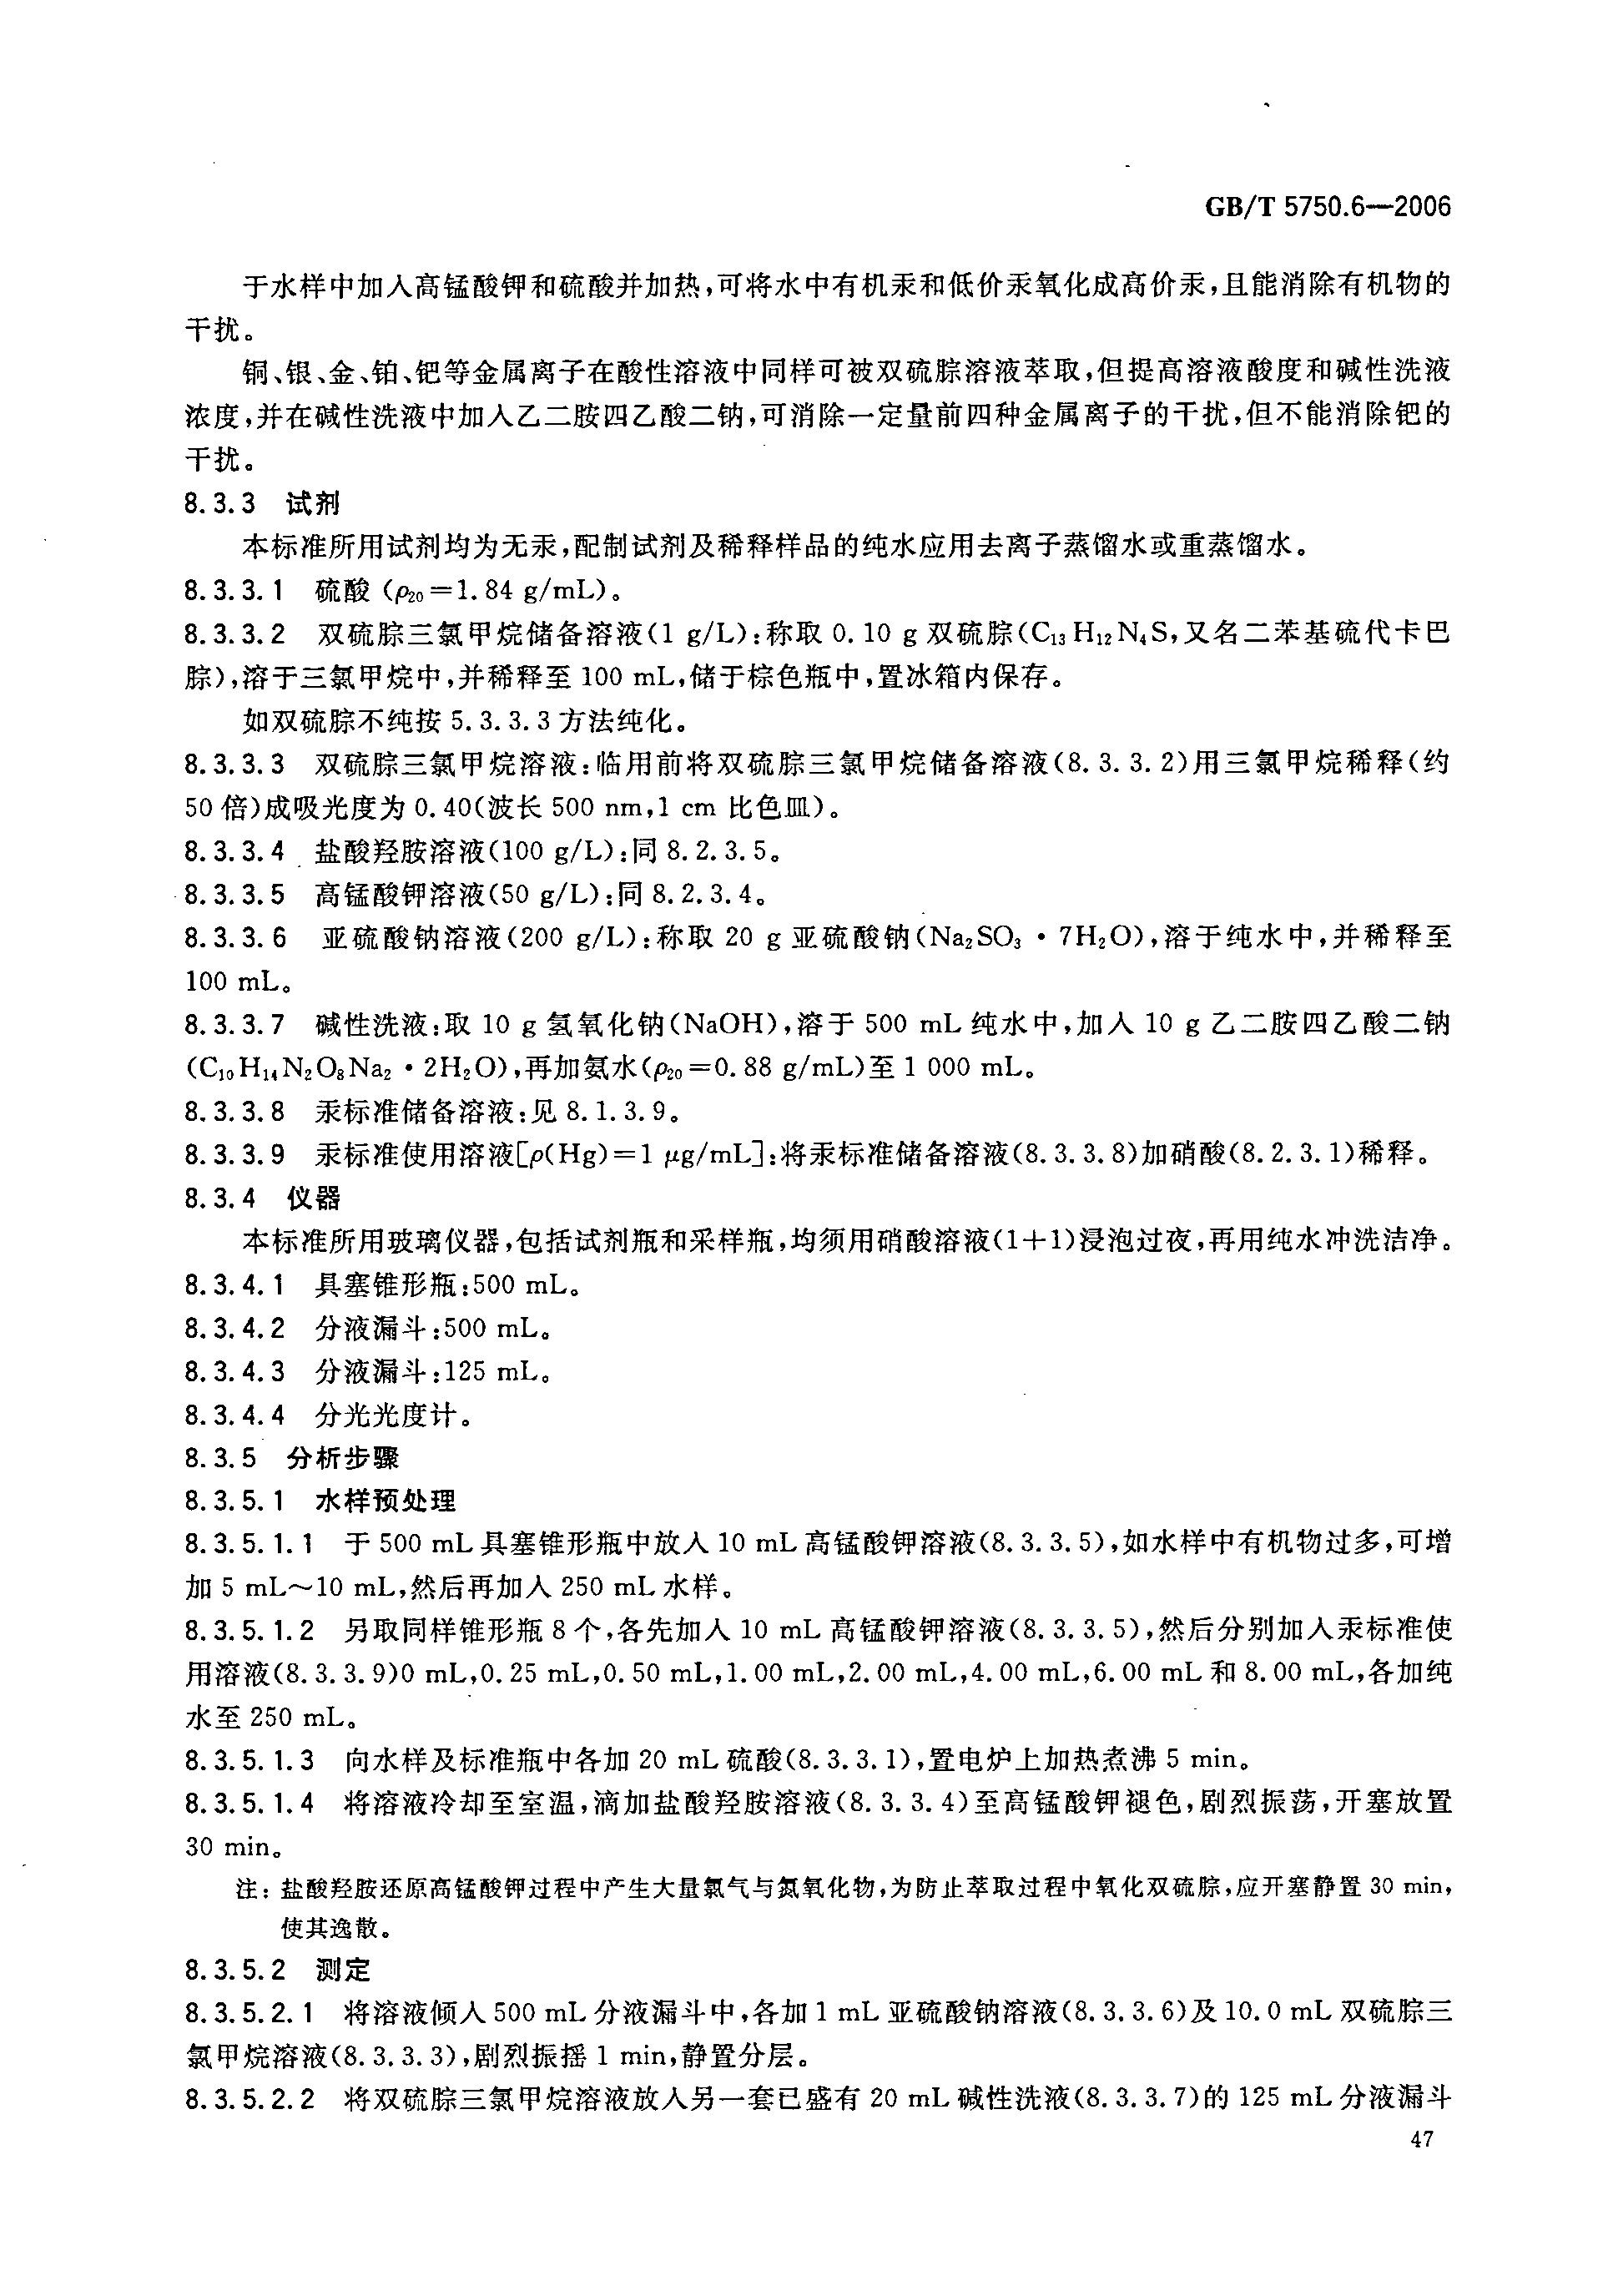 GB/T 5750.6—2006
于水样中加入高锰酸钾和硫酸并加热,可将水中有机汞和低价汞氧化成高价汞,且能消除有机物的
干扰。
铜、银、金、铂、钯等金属离子在酸性溶液中同样可被双硫腙溶液萃取,但提高溶液酸度和碱性洗液
浓度,并在碱性洗液中加入乙二胺四乙酸二钠,可消除一定量前四种金属离子的干扰,但不能消除钯的
干扰。
8.3.3 试剂
本标准所用试剂均为无汞,配制试剂及稀释样品的纯水应用去离子蒸馏水或重蒸馏水。
8.3.3.1 硫酸(ρ₂₀=1.84 g/mL)。
8.3.3.2 双硫腙三氯甲烷储备溶液(1 g/L):称取 0.10 g 双硫腙(C₁₃H₁₂N₄S,又名二苯基硫代卡巴
腙),溶于三氯甲烷中,并稀释至 100 mL,储于棕色瓶中,置冰箱内保存。
如双硫腙不纯按 5.3.3.3 方法纯化。
8.3.3.3 双硫腙三氯甲烷溶液:临用前将双硫腙三氯甲烷储备溶液(8.3.3.2)用三氯甲烷稀释(约
50 倍)成吸光度为 0.40(波长 500 nm,1 cm 比色皿)。
8.3.3.4 盐酸羟胺溶液(100 g/L):同 8.2.3.5。
8.3.3.5 高锰酸钾溶液(50 g/L):同 8.2.3.4。
8.3.3.6 亚硫酸钠溶液(200 g/L):称取 20 g 亚硫酸钠(Na₂SO₃·7H₂O),溶于纯水中,并稀释至
100 mL。
8.3.3.7 碱性洗液:取 10 g 氢氧化钠(NaOH),溶于 500 mL 纯水中,加入 10 g 乙二胺四乙酸二钠
(C₁₀H₁₄N₂O₈Na₂·2H₂O),再加氨水(ρ₂₀=0.88 g/mL)至 1 000 mL。
8.3.3.8 汞标准储备溶液:见 8.1.3.9。
8.3.3.9 汞标准使用溶液[ρ(Hg)=1 μg/mL]:将汞标准储备溶液(8.3.3.8)加硝酸(8.2.3.1)稀释。
8.3.4 仪器
本标准所用玻璃仪器,包括试剂瓶和采样瓶,均须用硝酸溶液(1+1)浸泡过夜,再用纯水冲洗洁净。
8.3.4.1 具塞锥形瓶:500 mL。
8.3.4.2 分液漏斗:500 mL。
8.3.4.3 分液漏斗:125 mL。
8.3.4.4 分光光度计。
8.3.5 分析步骤
8.3.5.1 水样预处理
8.3.5.1.1 于 500 mL 具塞锥形瓶中放入 10 mL 高锰酸钾溶液(8.3.3.5),如水样中有机物过多,可增
加 5 mL~10 mL,然后再加入 250 mL 水样。
8.3.5.1.2 另取同样锥形瓶 8 个,各先加入 10 mL 高锰酸钾溶液(8.3.3.5),然后分别加入汞标准使
用溶液(8.3.3.9)0 mL,0.25 mL,0.50 mL,1.00 mL,2.00 mL,4.00 mL,6.00 mL 和 8.00 mL,各加纯
水至 250 mL。
8.3.5.1.3 向水样及标准瓶中各加 20 mL 硫酸(8.3.3.1),置电炉上加热煮沸 5 min。
8.3.5.1.4 将溶液冷却至室温,滴加盐酸羟胺溶液(8.3.3.4)至高锰酸钾褪色,剧烈振荡,开塞放置
30 min。
注:盐酸羟胺还原高锰酸钾过程中产生大量氯气与氮氧化物,为防止萃取过程中氧化双硫腙,应开塞静置 30 min,
使其逸散。
8.3.5.2 测定
8.3.5.2.1 将溶液倾入 500 mL 分液漏斗中,各加 1 mL 亚硫酸钠溶液(8.3.3.6)及 10.0 mL 双硫腙三
氯甲烷溶液(8.3.3.3),剧烈振摇 1 min,静置分层。
8.3.5.2.2 将双硫腙三氯甲烷溶液放入另一套已盛有 20 mL 碱性洗液(8.3.3.7)的 125 mL 分液漏斗
47